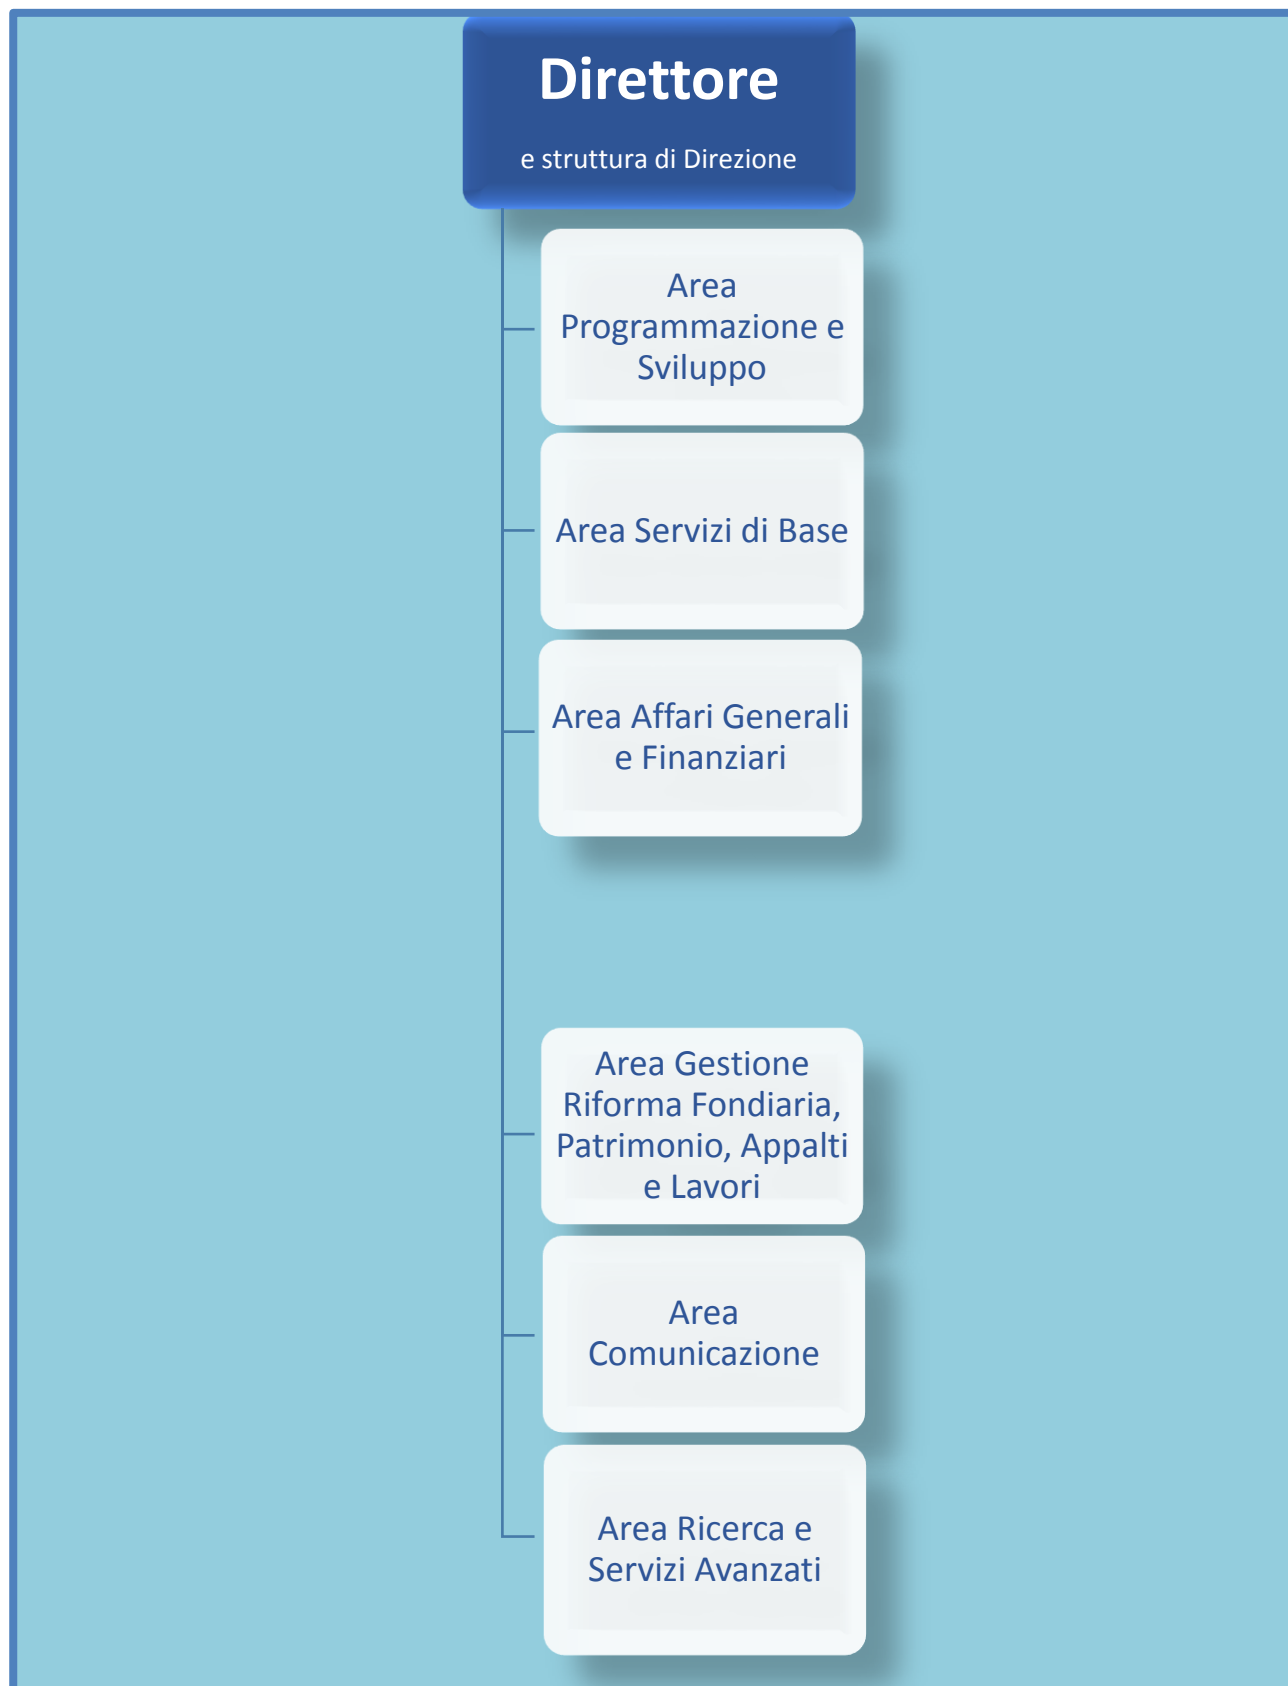 Direttore
e struttura di Direzione
Area
Programmazione e
Sviluppo
Area Servizi di Base
Area Affari Generali
e Finanziari
Area Gestione
Riforma Fondiaria,
Patrimonio, Appalti
e Lavori
Area
Comunicazione
Area Ricerca e
Servizi Avanzati